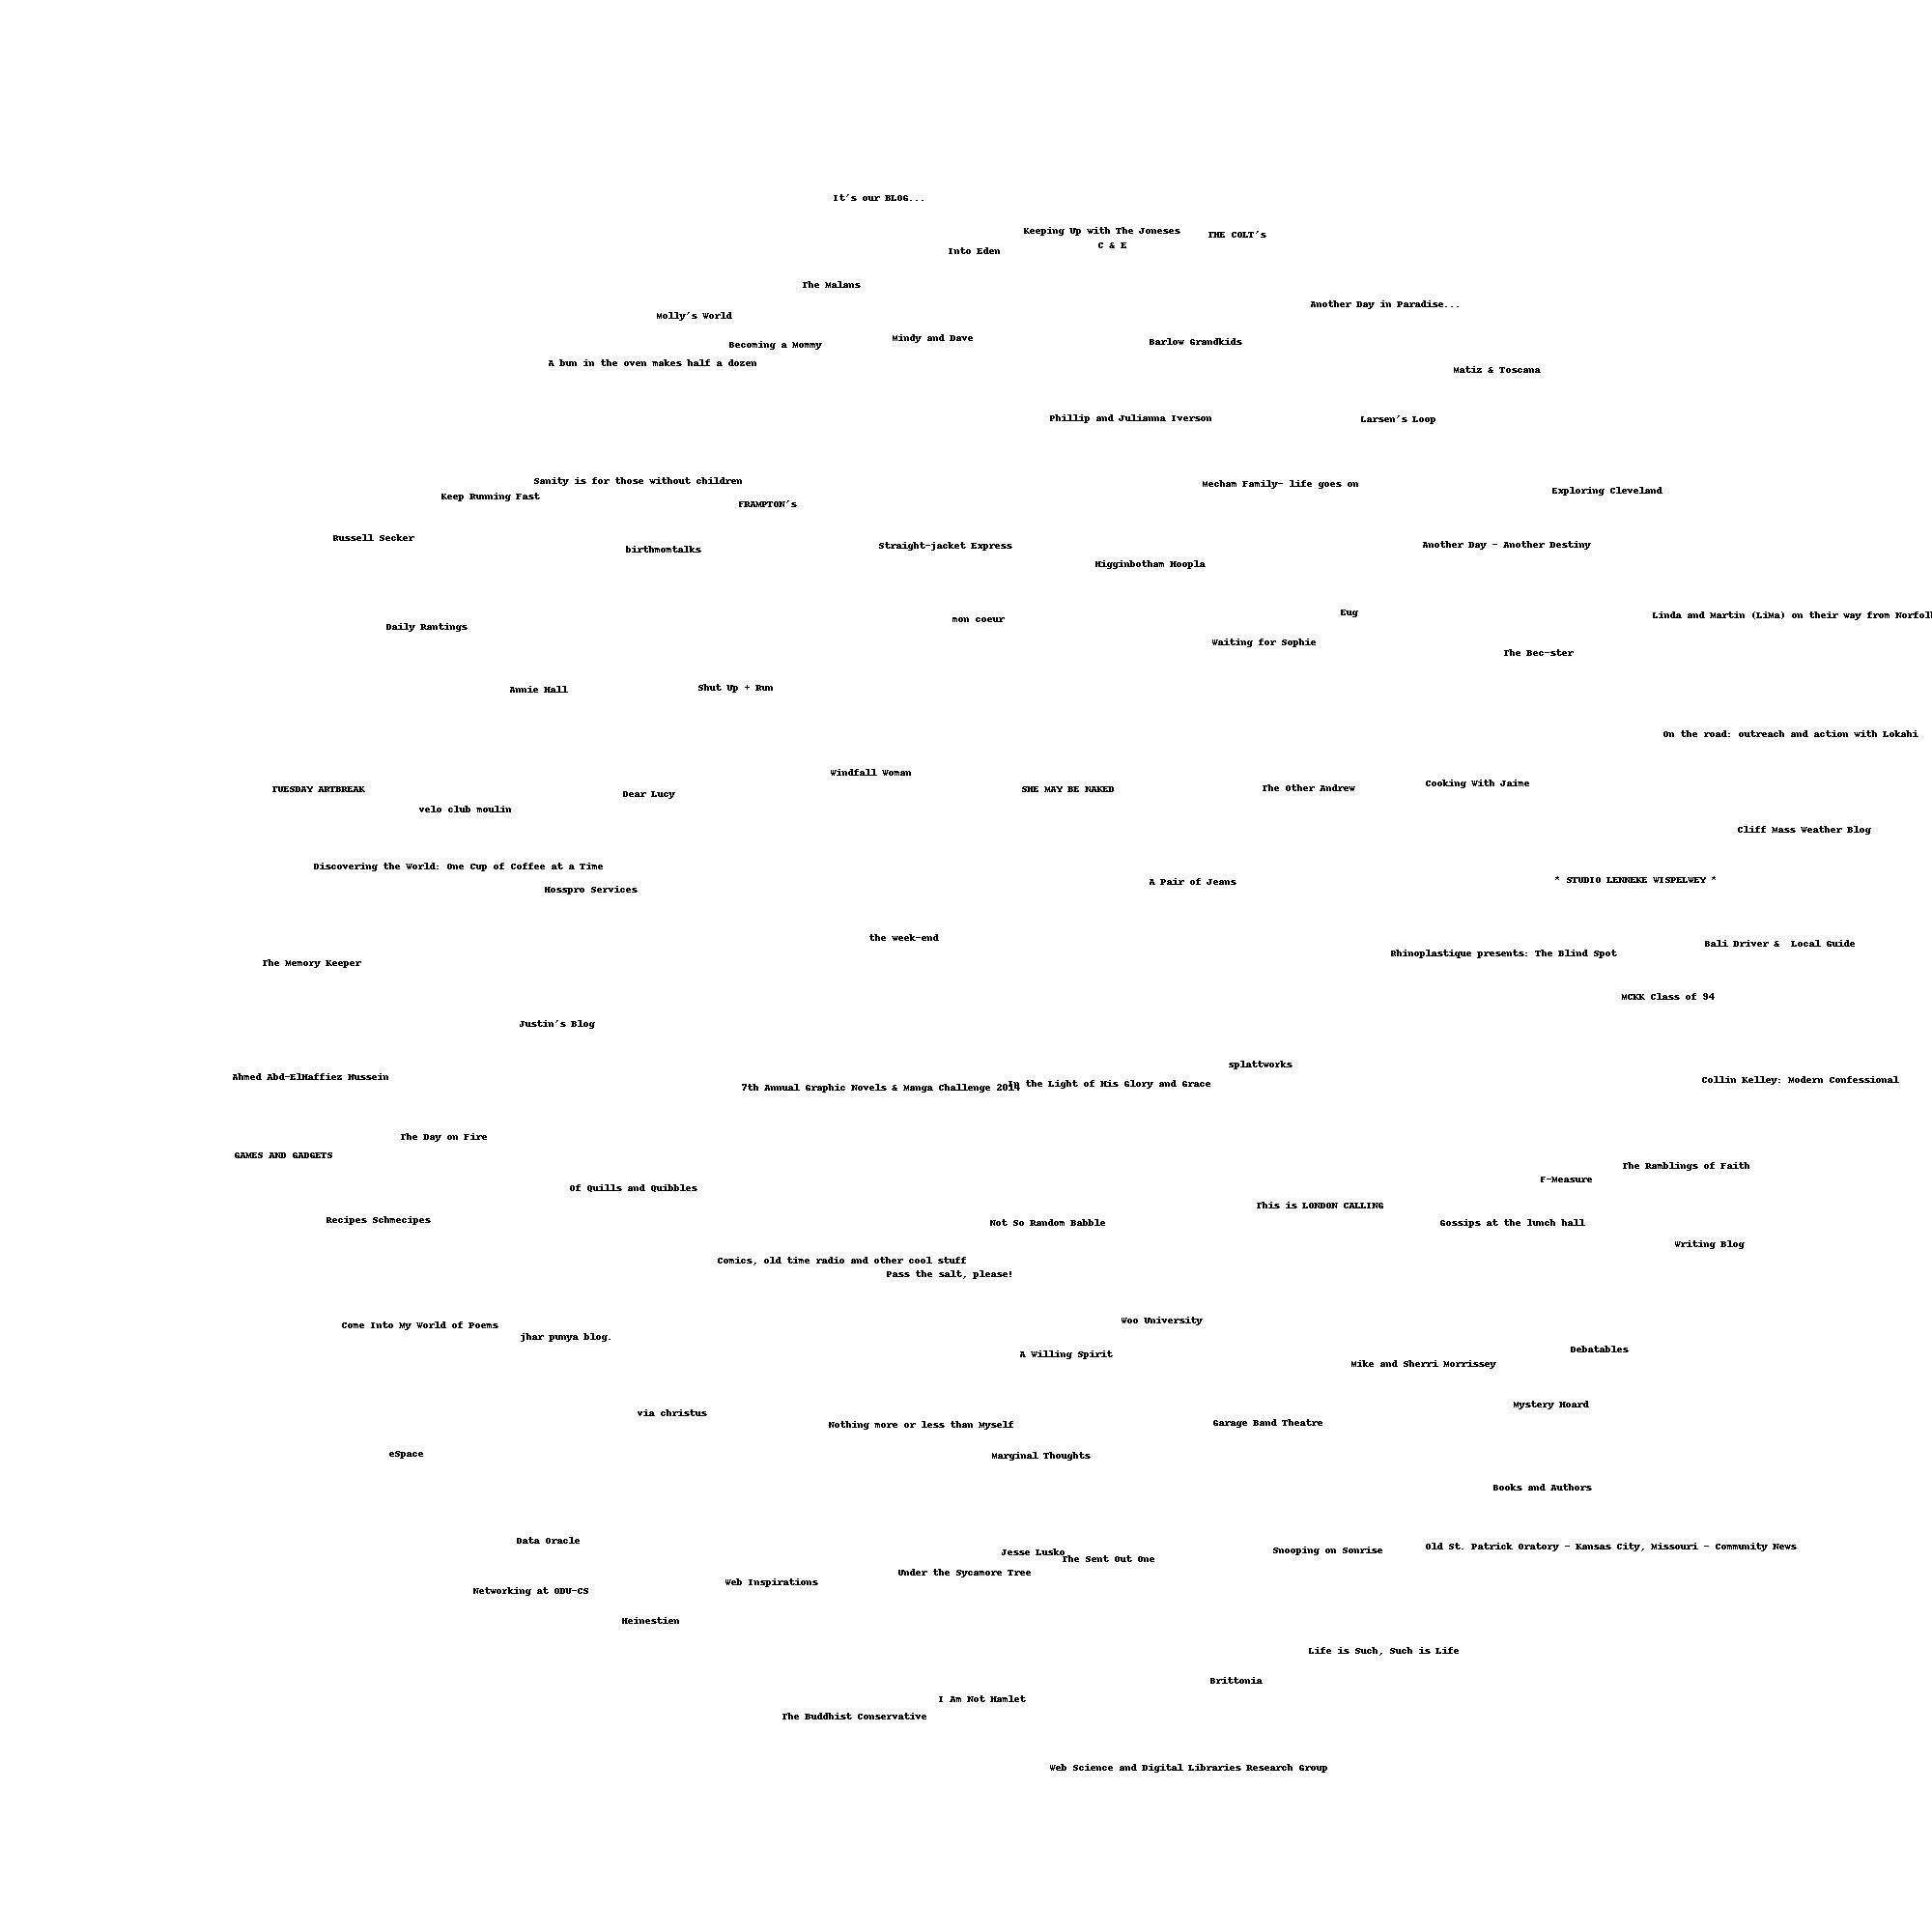 It's our BLOG...
Keeping Up with The Joneses
THE COLT's
C & E
Into Eden
The Malans
Another Day in Paradise...
Molly's World
Mindy and Dave
Barlow Grandkids
Becoming a Mommy
A bun in the oven makes half a dozen
Matiz & Toscana
Phillip and Julianna Iverson
Larsen's Loop
Sanity is for those without children
Mecham Family- life goes on
Exploring Cleveland
Keep Running Fast
FRAMPTON's
Russell Secker
Another Day - Another Destiny
Straight-jacket Express
birthmomtalks
Higginbotham Hoopla
Eug
Linda and Martin (LiMa) on their way from Norfol
mon coeur
Daily Rantings
Waiting for Sophie
The Bec-ster
Shut Up + Run
Annie Hall
On the road: outreach and action with Lokahi
Windfall Woman
Cooking With Jaime
The Other Andrew
TUESDAY ARTBREAK
SHE MAY BE NAKED
Dear Lucy
velo club moulin
Cliff Mass Weather Blog
Discovering the World: One Cup of Coffee at a Time
* STUDIO LENNEKE WISPELWEY *
A Pair of Jeans
Hosspro Services
the week-end
Bali Driver &  Local Guide
Rhinoplastique presents: The Blind Spot
The Memory Keeper
MCKK Class of 94
Justin's Blog
splattworks
Ahmed Abd-ElHaffiez Hussein
Collin Kelley: Modern Confessional
In the Light of His Glory and Grace
7th Annual Graphic Novels & Manga Challenge 2014
The Day on Fire
GAMES AND GADGETS
The Ramblings of Faith
F-Measure
Of Quills and Quibbles
This is LONDON CALLING
Recipes Schmecipes
Not So Random Babble
Gossips at the lunch hall
Writing Blog
Comics, old time radio and other cool stuff
Pass the salt, please!
Woo University
Come Into My World of Poems
jhar punya blog.
Debatables
A Willing Spirit
Mike and Sherri Morrissey
Mystery Hoard
via christus
Garage Band Theatre
Nothing more or less than Myself
eSpace
Marginal Thoughts
Books and Authors
Data Oracle
Old St. Patrick Oratory - Kansas City, Missouri - Community News
Snooping on Sonrise
Jesse Lusko
The Sent Out One
Under the Sycamore Tree
Web Inspirations
Networking at ODU-CS
Heinestien
Life is Such, Such is Life
Brittonia
I Am Not Hamlet
The Buddhist Conservative
Web Science and Digital Libraries Research Group